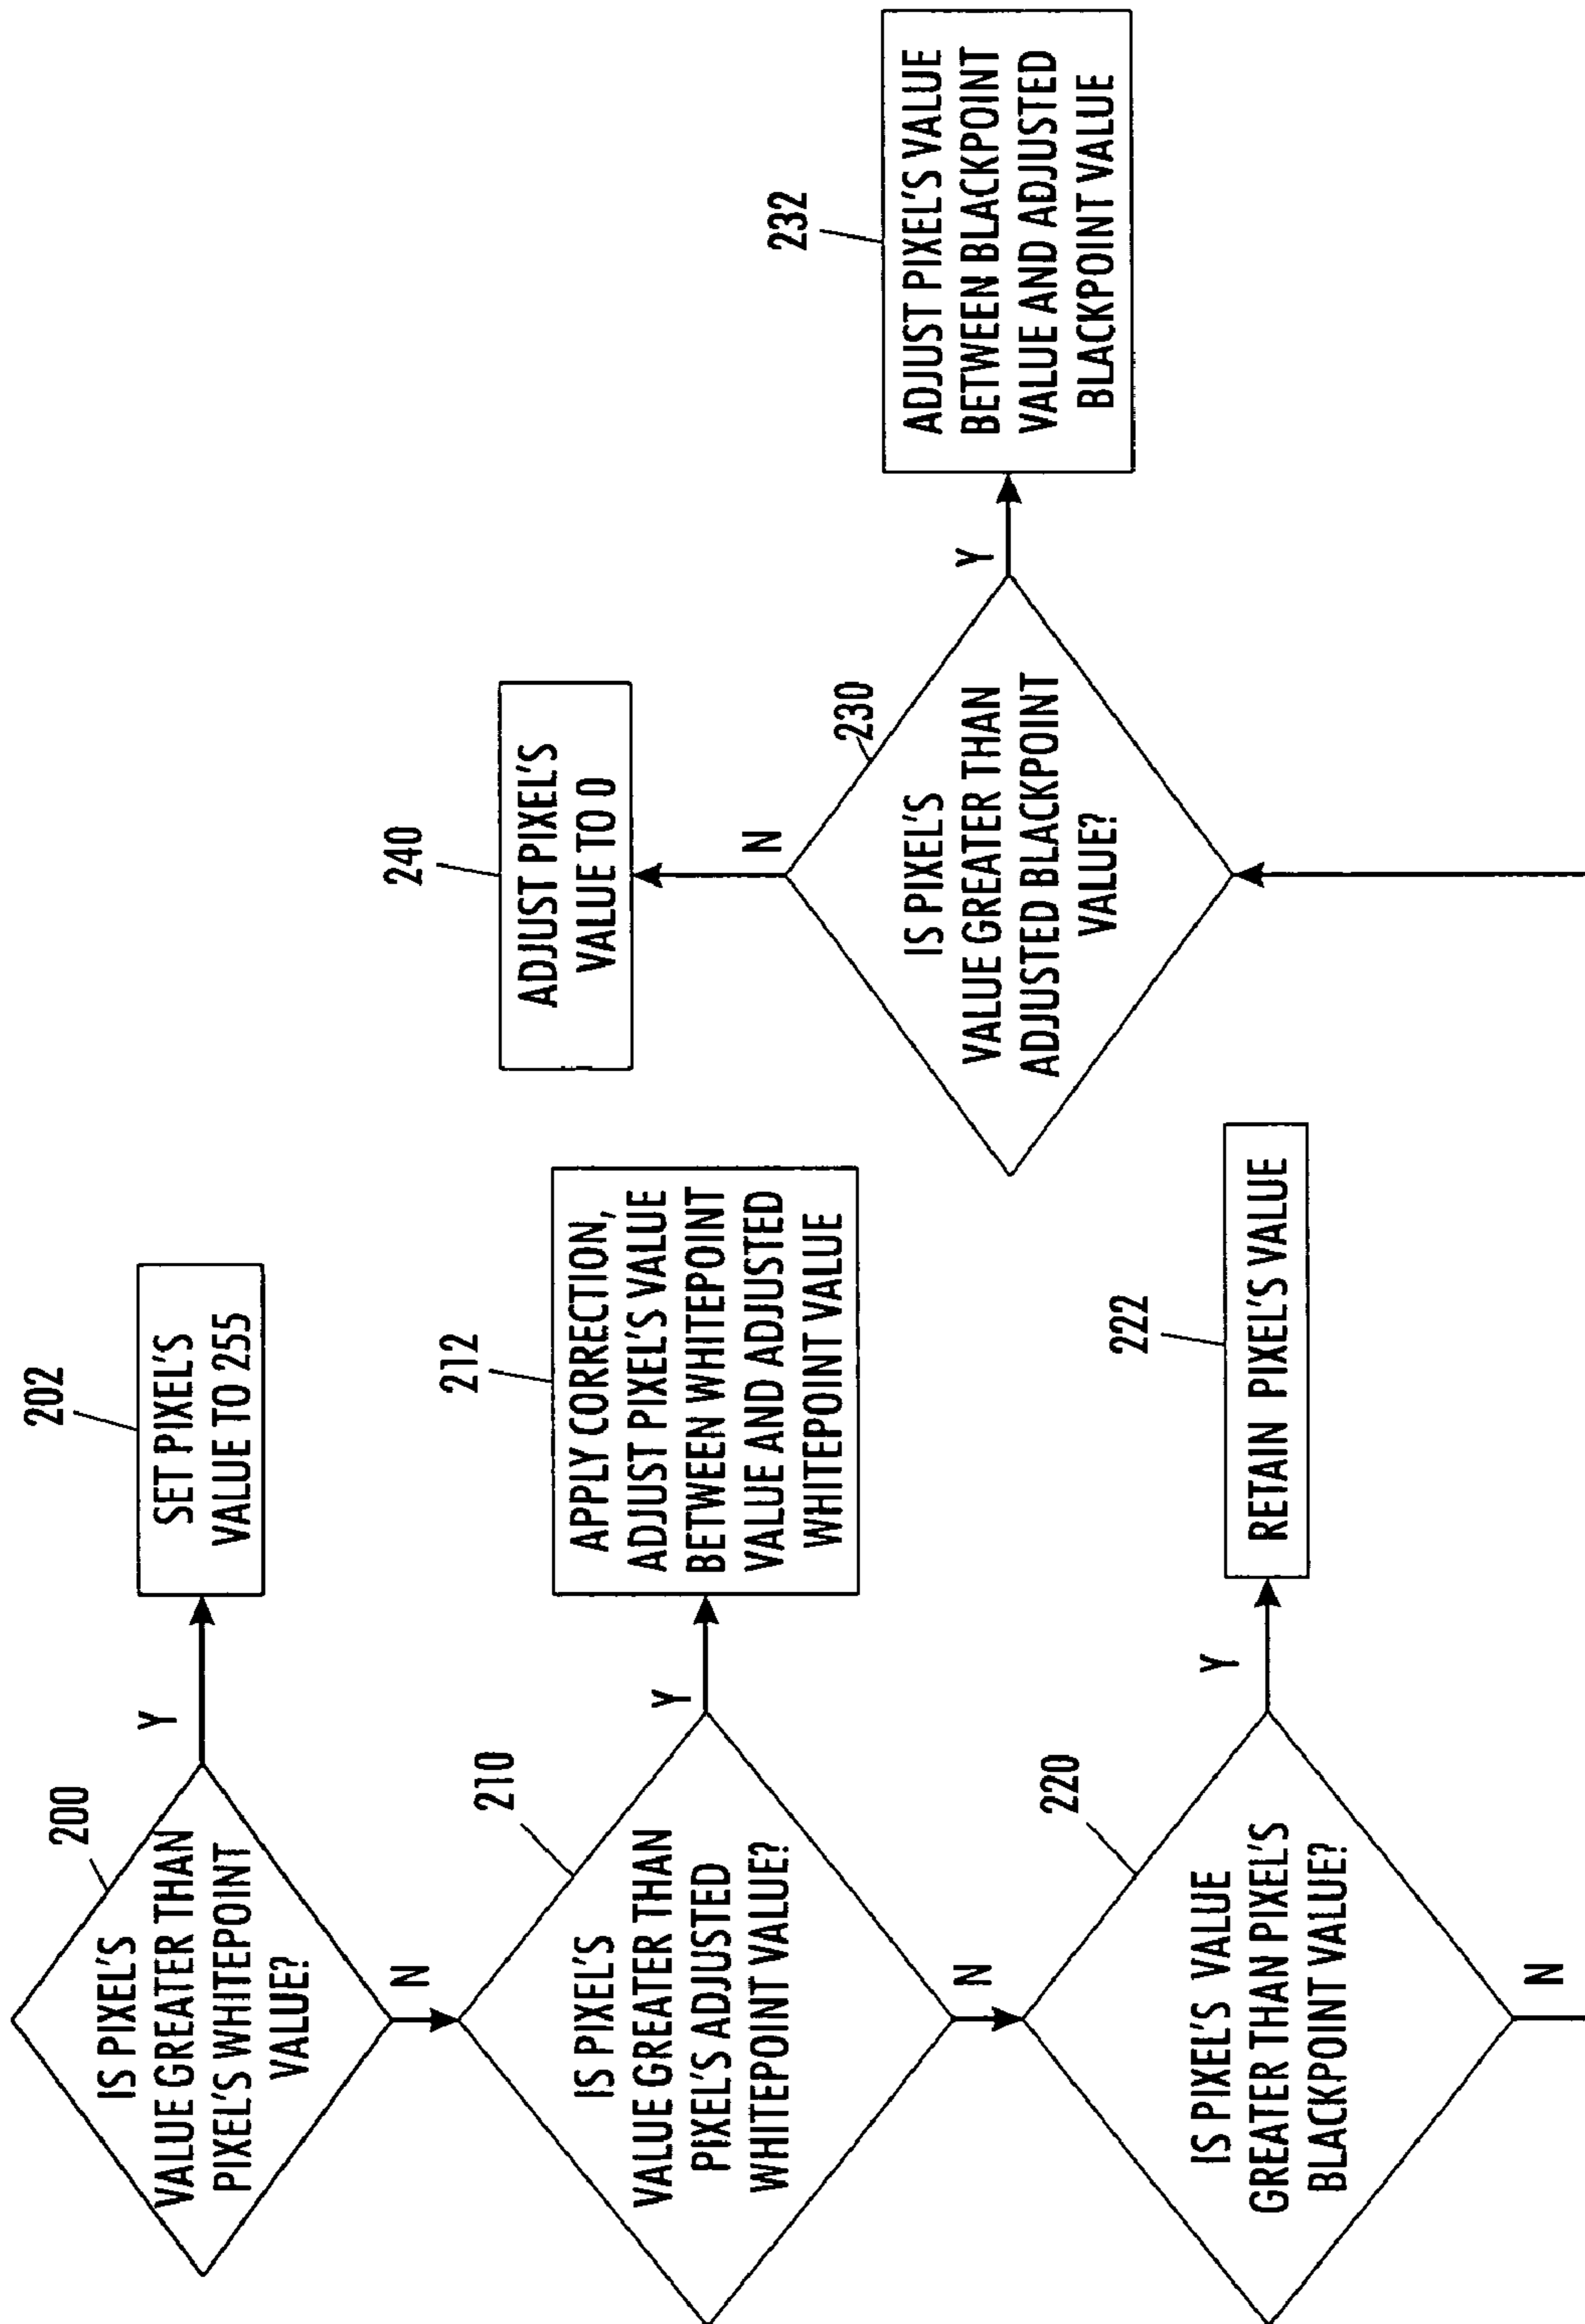 200
IS PIXEL'S
VALUE GREATER THAN
PIXEL'S WHITEPOINT
VALUE?
Y
202
SET PIXEL'S
VALUE TO 255
N
210
IS PIXEL'S
VALUE GREATER THAN
PIXEL'S ADJUSTED
WHITEPOINT VALUE?
Y
212
APPLY CORRECTION,
ADJUST PIXEL'S VALUE
BETWEEN WHITEPOINT
VALUE AND ADJUSTED
WHITEPOINT VALUE
N
220
IS PIXEL'S VALUE
GREATER THAN PIXEL'S
BLACKPOINT VALUE?
Y
222
RETAIN PIXEL'S VALUE
N
230
IS PIXEL'S
VALUE GREATER THAN
ADJUSTED BLACKPOINT
VALUE?
Y
232
ADJUST PIXEL'S VALUE
BETWEEN BLACKPOINT
VALUE AND ADJUSTED
BLACKPOINT VALUE
N
240
ADJUST PIXEL'S
VALUE TO 0